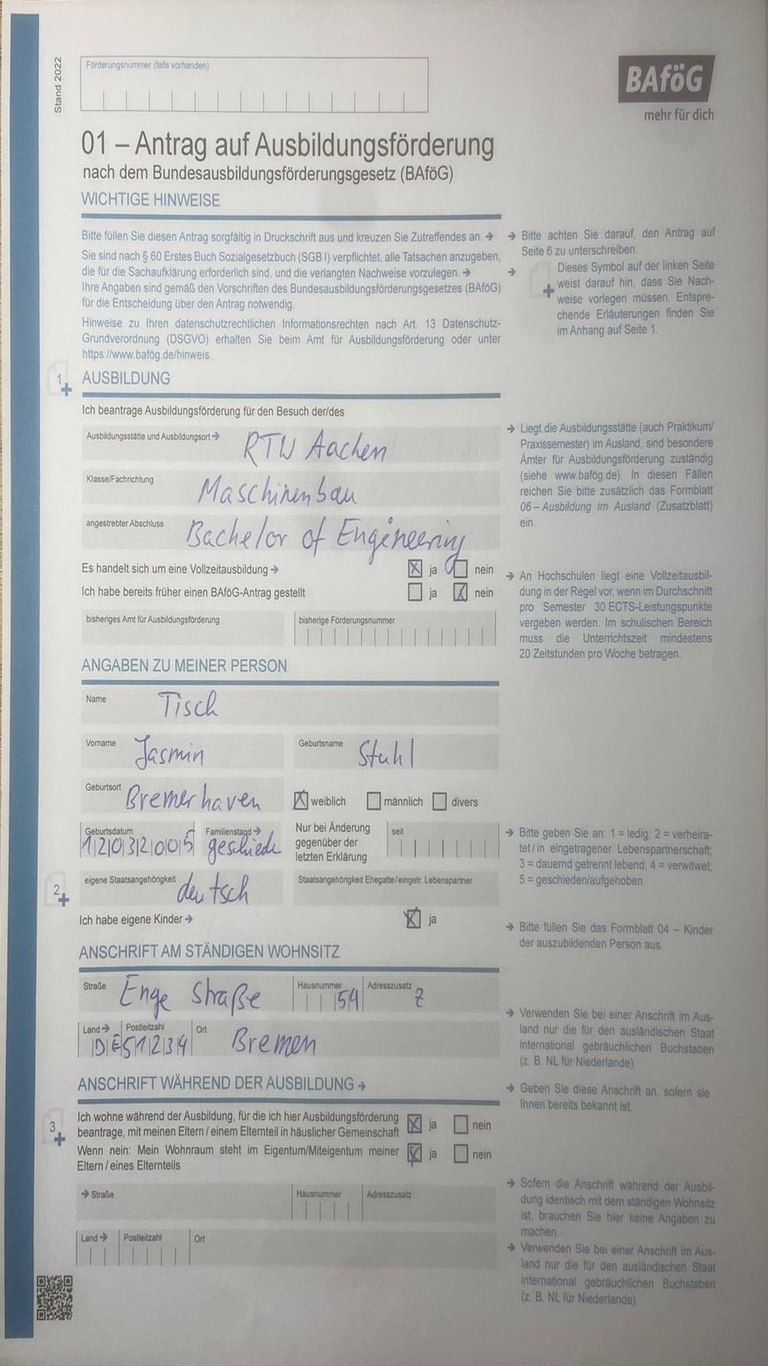 Stand 2022
Förderungsnummer (falls vorhanden)
BAföG
mehr für dich
01 – Antrag auf Ausbildungsförderung
nach dem Bundesausbildungsförderungsgesetz (BAföG)
WICHTIGE HINWEISE
Bitte füllen Sie diesen Antrag sorgfältig in Druckschrift aus und kreuzen Sie Zutreffendes an. →
Sie sind nach § 60 Erstes Buch Sozialgesetzbuch (SGB I) verpflichtet, alle Tatsachen anzugeben,
die für die Sachaufklärung erforderlich sind, und die verlangten Nachweise vorzulegen. →
Ihre Angaben sind gemäß den Vorschriften des Bundesausbildungsförderungsgesetzes (BAföG)
für die Entscheidung über den Antrag notwendig.
Hinweise zu Ihren datenschutzrechtlichen Informationsrechten nach Art. 13 Datenschutz-
Grundverordnung (DSGVO) erhalten Sie beim Amt für Ausbildungsförderung oder unter
https://www.bafög.de/hinweis.
→ Bitte achten Sie darauf, den Antrag auf
Seite 6 zu unterschreiben.
→ Dieses Symbol auf der linken Seite
weist darauf hin, dass Sie Nach-
weise vorlegen müssen. Entspre-
chende Erläuterungen finden Sie
im Anhang auf Seite 1.
1 + AUSBILDUNG
Ich beantrage Ausbildungsförderung für den Besuch der/des
Ausbildungsstätte und Ausbildungsort → RTW Aachen
Klasse/Fachrichtung Maschinenbau
angestrebter Abschluss Bachelor of Engineering
Es handelt sich um eine Vollzeitausbildung → ja nein
Ich habe bereits früher einen BAföG-Antrag gestellt ja nein
bisheriges Amt für Ausbildungsförderung bisherige Förderungsnummer
→ Liegt die Ausbildungsstätte (auch Praktikum/
Praxissemester) im Ausland, sind besondere
Ämter für Ausbildungsförderung zuständig
(siehe www.bafög.de). In diesen Fällen
reichen Sie bitte zusätzlich das Formblatt
06 – Ausbildung im Ausland (Zusatzblatt)
ein.
→ An Hochschulen liegt eine Vollzeitausbil-
dung in der Regel vor, wenn im Durchschnitt
pro Semester 30 ECTS-Leistungspunkte
vergeben werden. Im schulischen Bereich
muss die Unterrichtszeit mindestens
20 Zeitstunden pro Woche betragen.
ANGABEN ZU MEINER PERSON
Name Tisch
Vorname Jasmin Geburtsname Stuhl
Geburtsort Bremerhaven weiblich männlich divers
Geburtsdatum 12032005 Familienstand → geschiede Nur bei Änderung gegenüber der letzten Erklärung seit
2 + eigene Staatsangehörigkeit deutsch Staatsangehörigkeit Ehegatte/eingetr. Lebenspartner
Ich habe eigene Kinder → ja
→ Bitte geben Sie an: 1 = ledig; 2 = verheira-
tet/in eingetragener Lebenspartnerschaft;
3 = dauernd getrennt lebend; 4 = verwitwet;
5 = geschieden/aufgehoben.
→ Bitte füllen Sie das Formblatt 04 – Kinder
der auszubildenden Person aus.
ANSCHRIFT AM STÄNDIGEN WOHNSITZ
Straße Enge Straße Hausnummer 54 Adresszusatz Z
Land → DE Postleitzahl 51234 Ort Bremen
→ Verwenden Sie bei einer Anschrift im Aus-
land nur die für den ausländischen Staat
international gebräuchlichen Buchstaben
(z. B. NL für Niederlande).
ANSCHRIFT WÄHREND DER AUSBILDUNG →
→ Geben Sie diese Anschrift an, sofern sie
Ihnen bereits bekannt ist.
3 + Ich wohne während der Ausbildung, für die ich hier Ausbildungsförderung
beantrage, mit meinen Eltern / einem Elternteil in häuslicher Gemeinschaft ja nein
Wenn nein: Mein Wohnraum steht im Eigentum/Miteigentum meiner
Eltern / eines Elternteils ja nein
→ Straße Hausnummer Adresszusatz
Land → Postleitzahl Ort
→ Sofern die Anschrift während der Ausbil-
dung identisch mit dem ständigen Wohnsitz
ist, brauchen Sie hier keine Angaben zu
machen.
→ Verwenden Sie bei einer Anschrift im Aus-
land nur die für den ausländischen Staat
international gebräuchlichen Buchstaben
(z. B. NL für Niederlande).